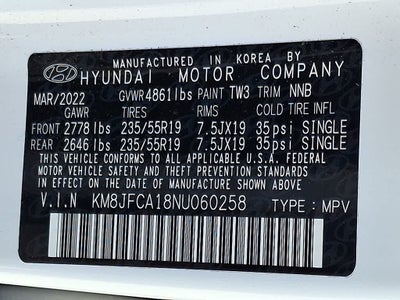 MANUFACTURED IN KOREA BY
HYUNDAI MOTOR COMPANY
MAR/2022 GVWR 4861lbs PAINT TW3 TRIM NNB
GAWR TIRES RIMS COLD TIRE INFL
FRONT 2778 lbs 235/55R19 7.5JX19 35psi SINGLE
REAR 2646 lbs 235/55R19 7.5JX19 35psi SINGLE
THIS VEHICLE CONFORMS TO ALL APPLICABLE U.S.A. FEDERAL
MOTOR VEHICLE SAFETY AND THEFT PREVENTION STANDARDS
IN EFFECT ON THE DATE OF MANUFACTURE SHOWN ABOVE
V.I.N KM8JFCA18NU060258 TYPE : MPV